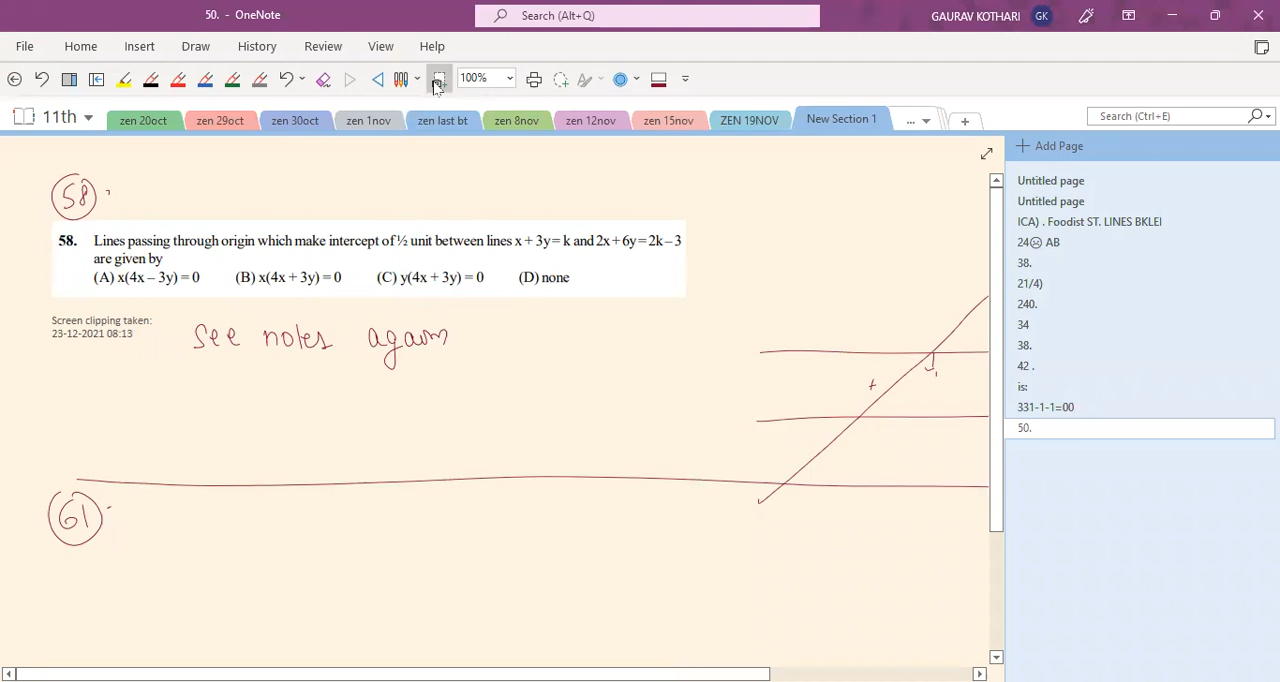 50. - OneNote
Search (Alt+Q)
GAURAV KOTHARI GK
File Home Insert Draw History Review View Help
100%
11th zen 20oct zen 29oct zen 30oct zen 1nov zen last bt zen 8nov zen 12nov zen 15nov ZEN 19NOV New Section 1 ... +
Search (Ctrl+E)
58
58. Lines passing through origin which make intercept of ½ unit between lines x + 3y = k and 2x + 6y = 2k – 3
are given by
(A) x(4x – 3y) = 0 (B) x(4x + 3y) = 0 (C) y(4x + 3y) = 0 (D) none
Screen clipping taken:
23-12-2021 08:13
See notes again
61
Add Page
Untitled page
Untitled page
ICA) . Foodist ST. LINES BKLEI
24☹ AB
38.
21/4)
240.
34
38.
42 .
is:
331-1-1=00
50.